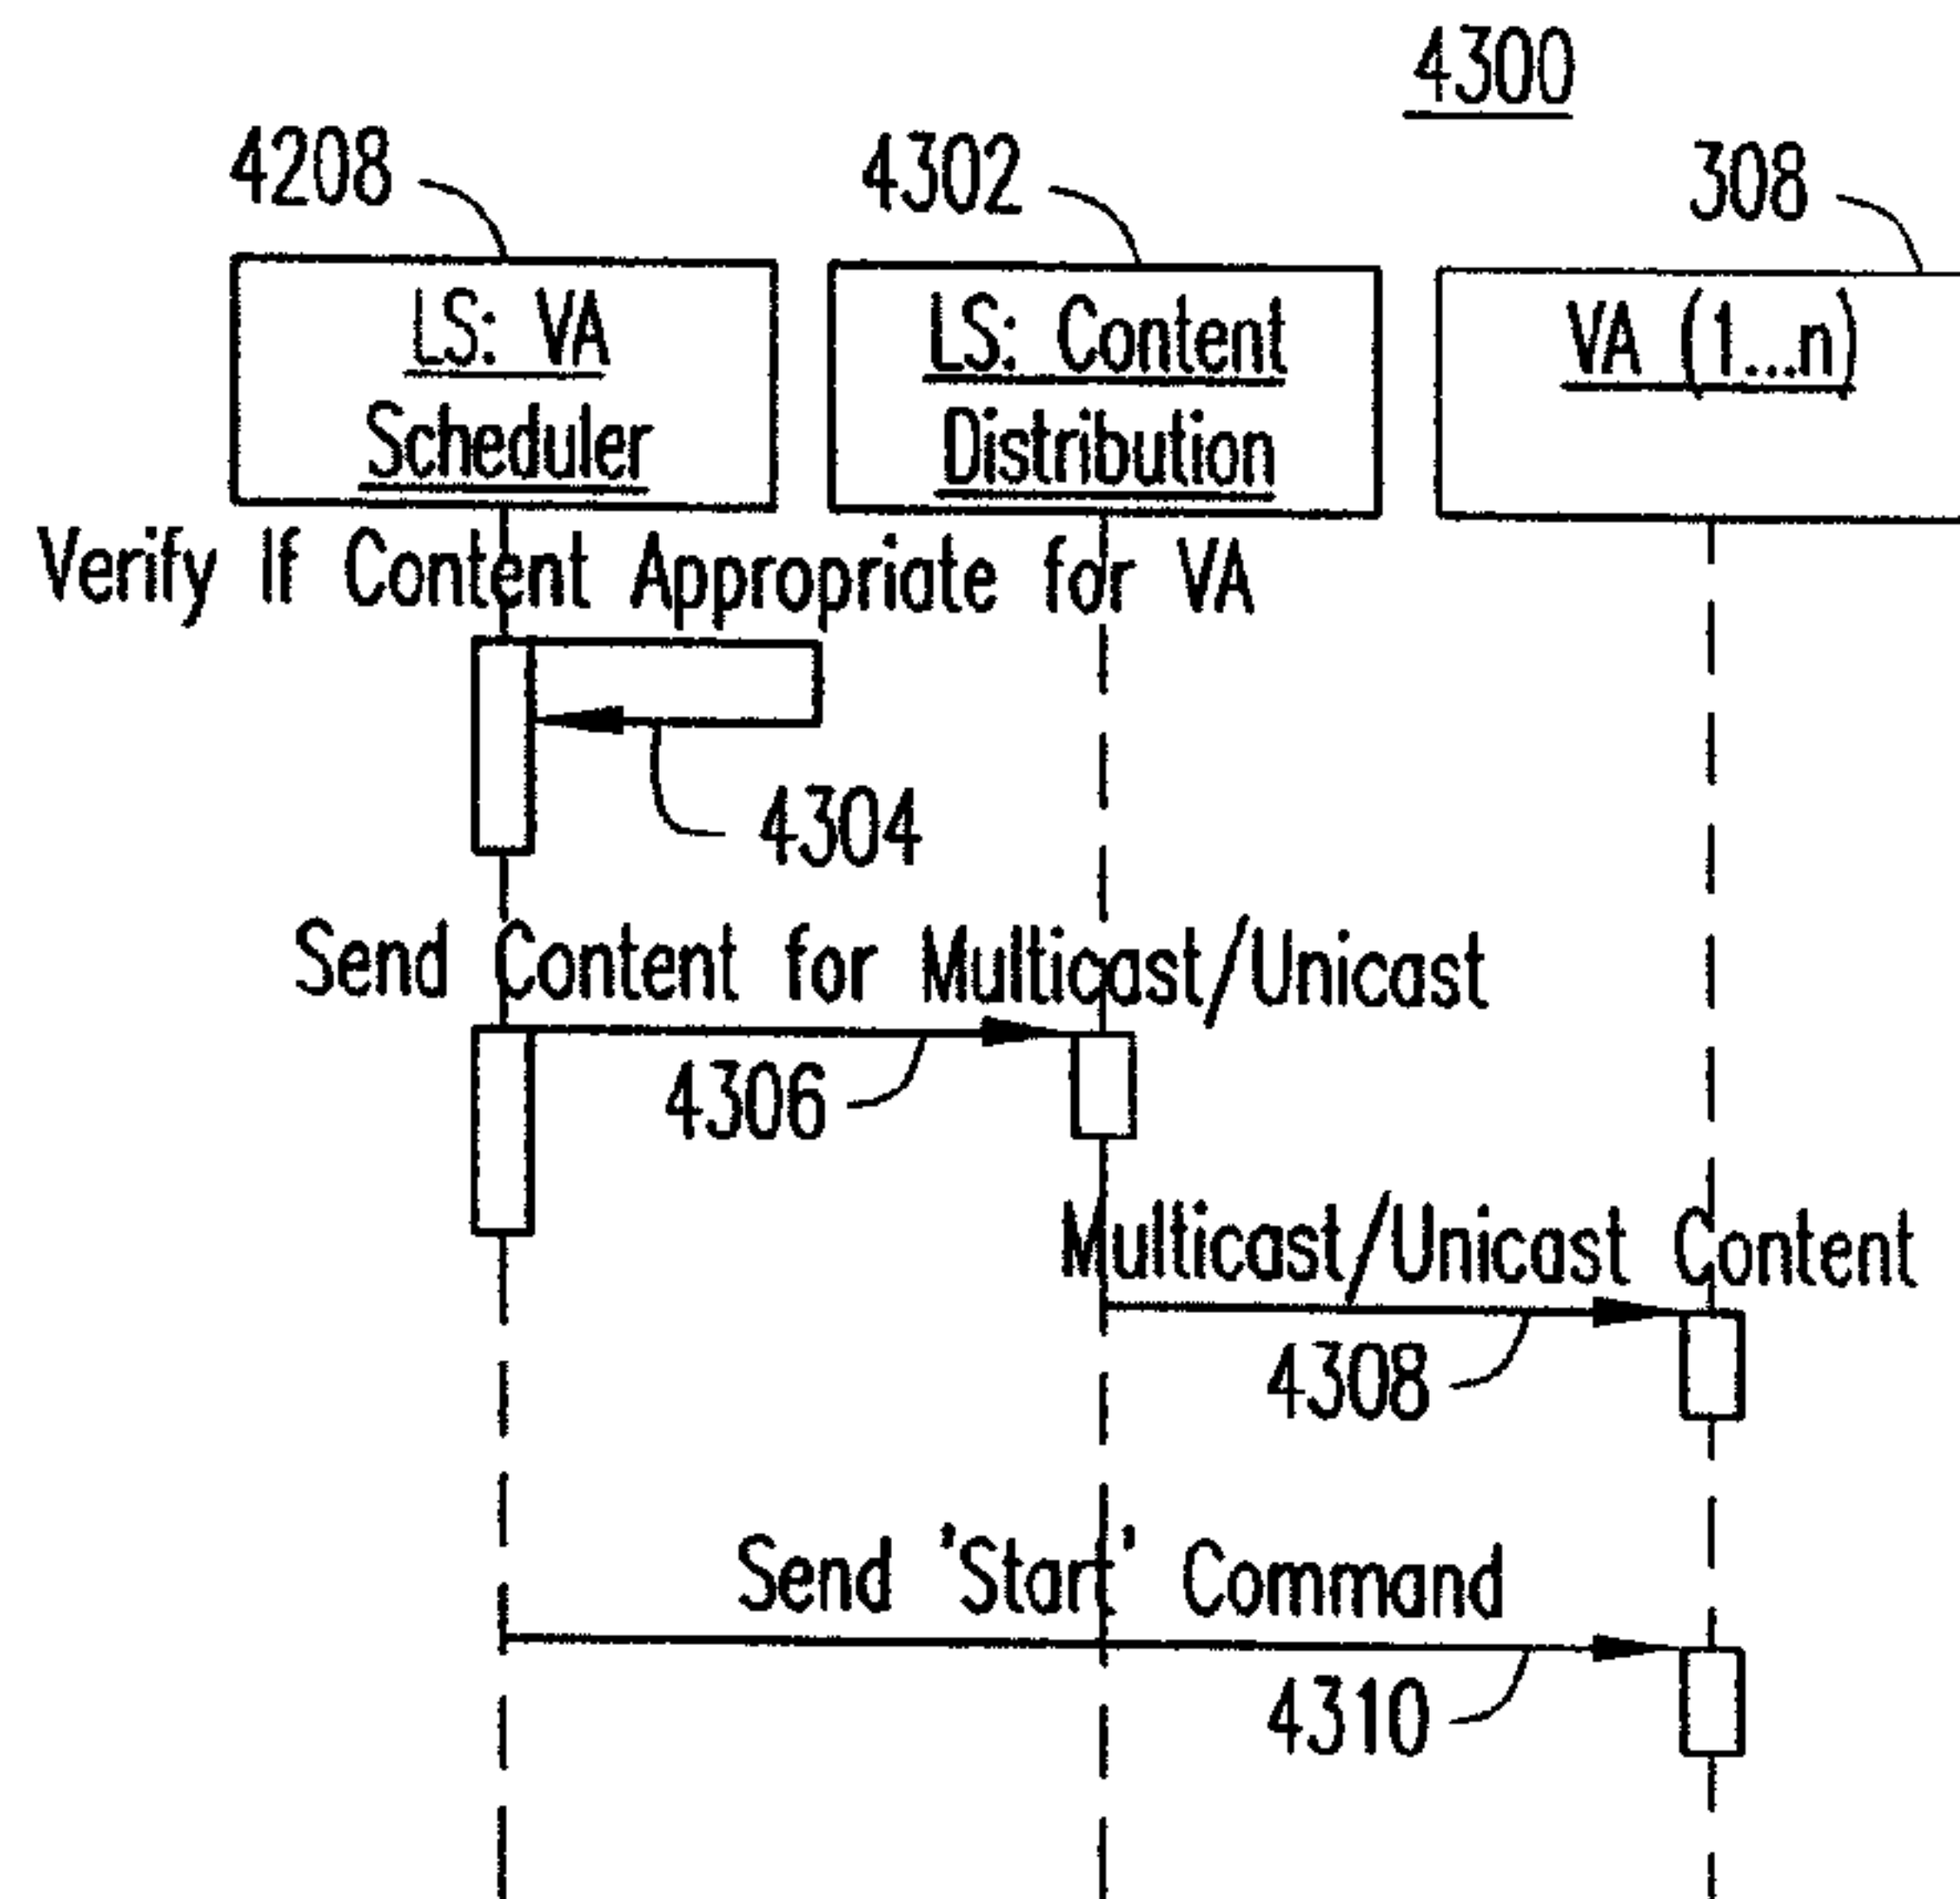 4300
4208
4302
308
LS: VA
Scheduler
LS: Content
Distribution
VA (1...n)
Verify If Content Appropriate for VA
4304
Send Content for Multicast/Unicast
4306
Multicast/Unicast Content
4308
Send 'Start' Command
4310